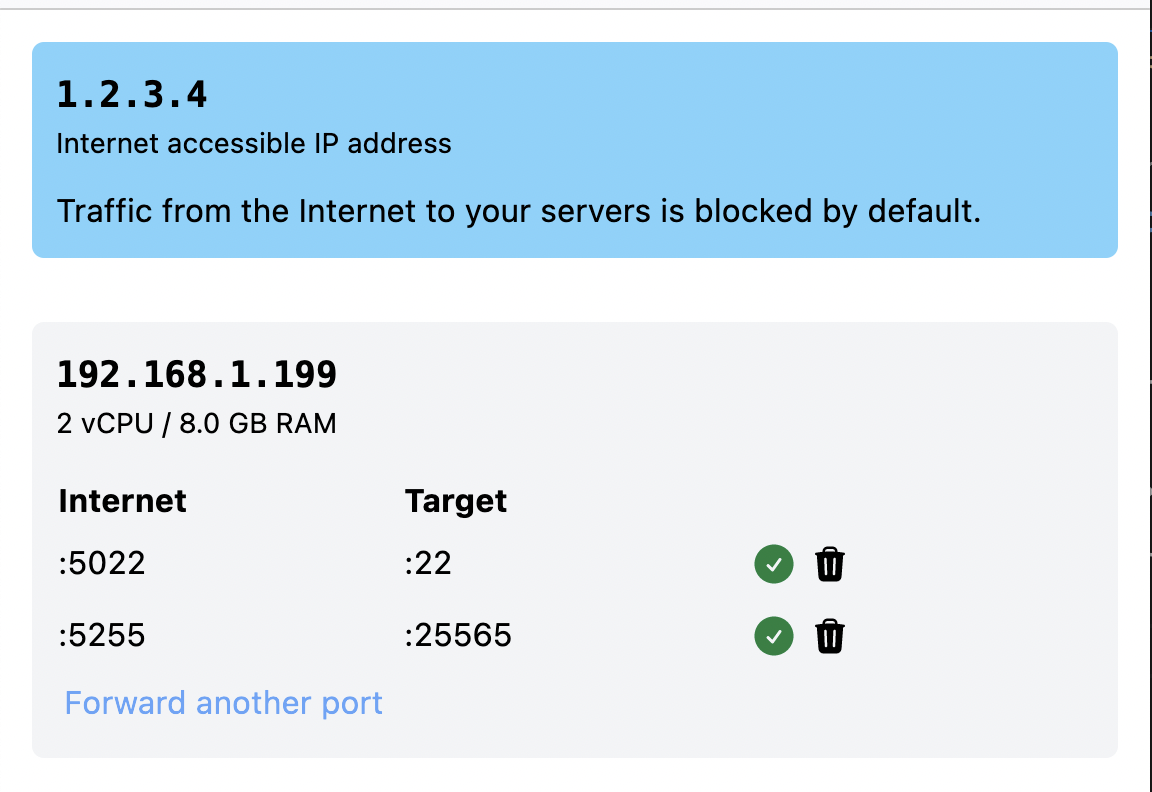 1.2.3.4
Internet accessible IP address
Traffic from the Internet to your servers is blocked by default.
192.168.1.199
2 vCPU / 8.0 GB RAM
Internet Target
:5022 :22
:5255 :25565
Forward another port